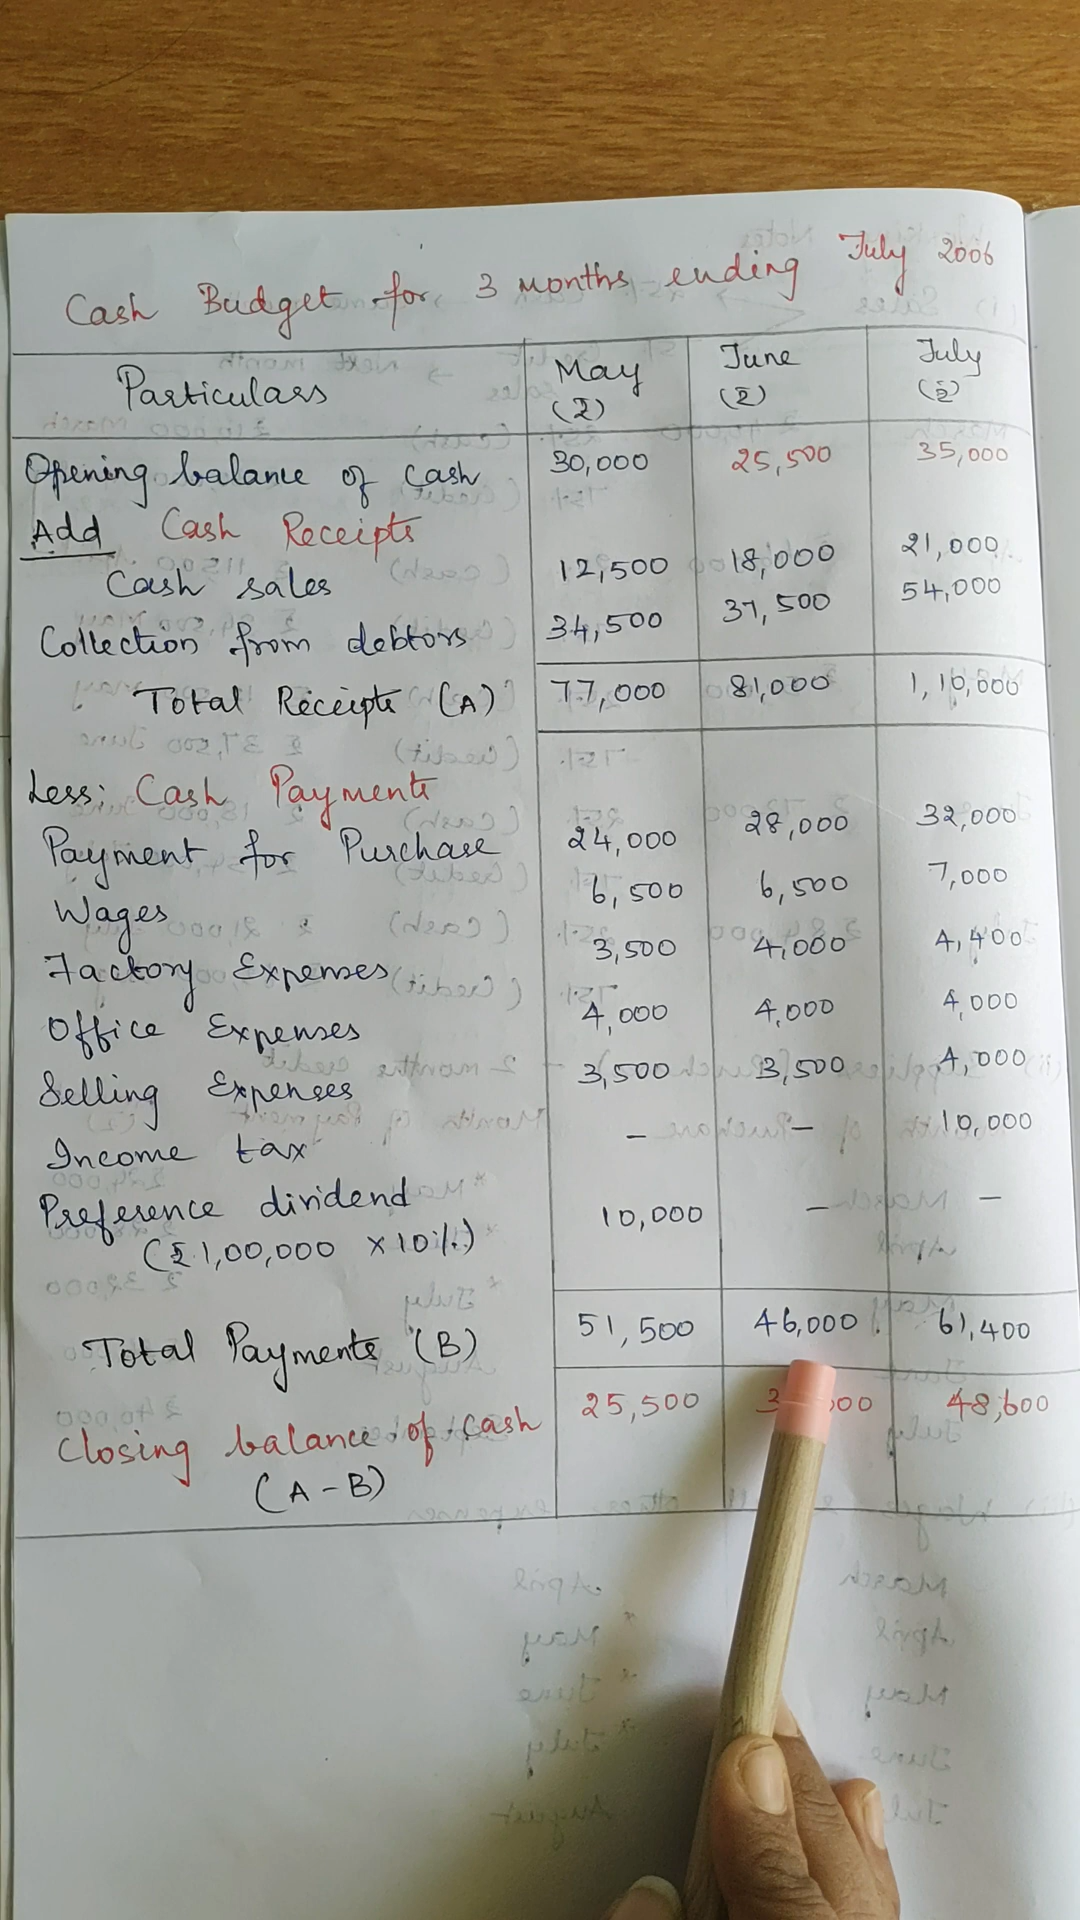 Cash Budget for 3 months ending July 2006
Particulars May (₹) June (₹) July (₹)
Opening balance of cash 30,000 25,500 35,000
Add Cash Receipts
Cash sales 12,500 18,000 21,000
Collection from debtors 34,500 37,500 54,000
Total Receipts (A) 77,000 81,000 1,10,000
Less: Cash Payments
Payment for Purchase 24,000 28,000 32,000
Wages 6,500 6,500 7,000
Factory Expenses 3,500 4,000 4,400
Office Expenses 4,000 4,000 4,000
Selling Expenses 3,500 3,500 4,000
Income tax – – 10,000
Preference dividend 10,000 – –
(₹1,00,000 x10%)
Total Payments (B) 51,500 46,000 61,400
Closing balance of cash 25,500 48,600
(A-B)